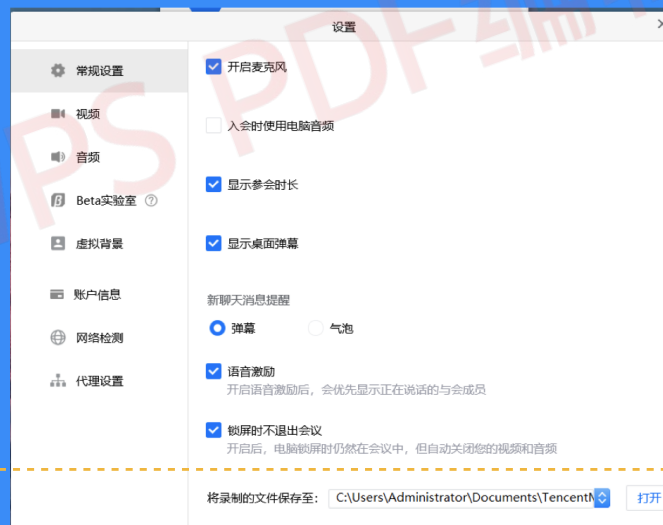 设置
常规设置
开启麦克风
视频
入会时使用电脑音频
音频
显示参会时长
Beta实验室
虚拟背景
显示桌面弹幕
账户信息
新聊天消息提醒
弹幕
气泡
网络检测
代理设置
语音激励
开启语音激励后，会优先显示正在说话的与会成员
锁屏时不退出会议
开启后，电脑锁屏时仍然在会议中，但自动关闭您的视频和音频
将录制的文件保存至：
C:\Users\Administrator\Documents\Tencent
打开
PS PDF编